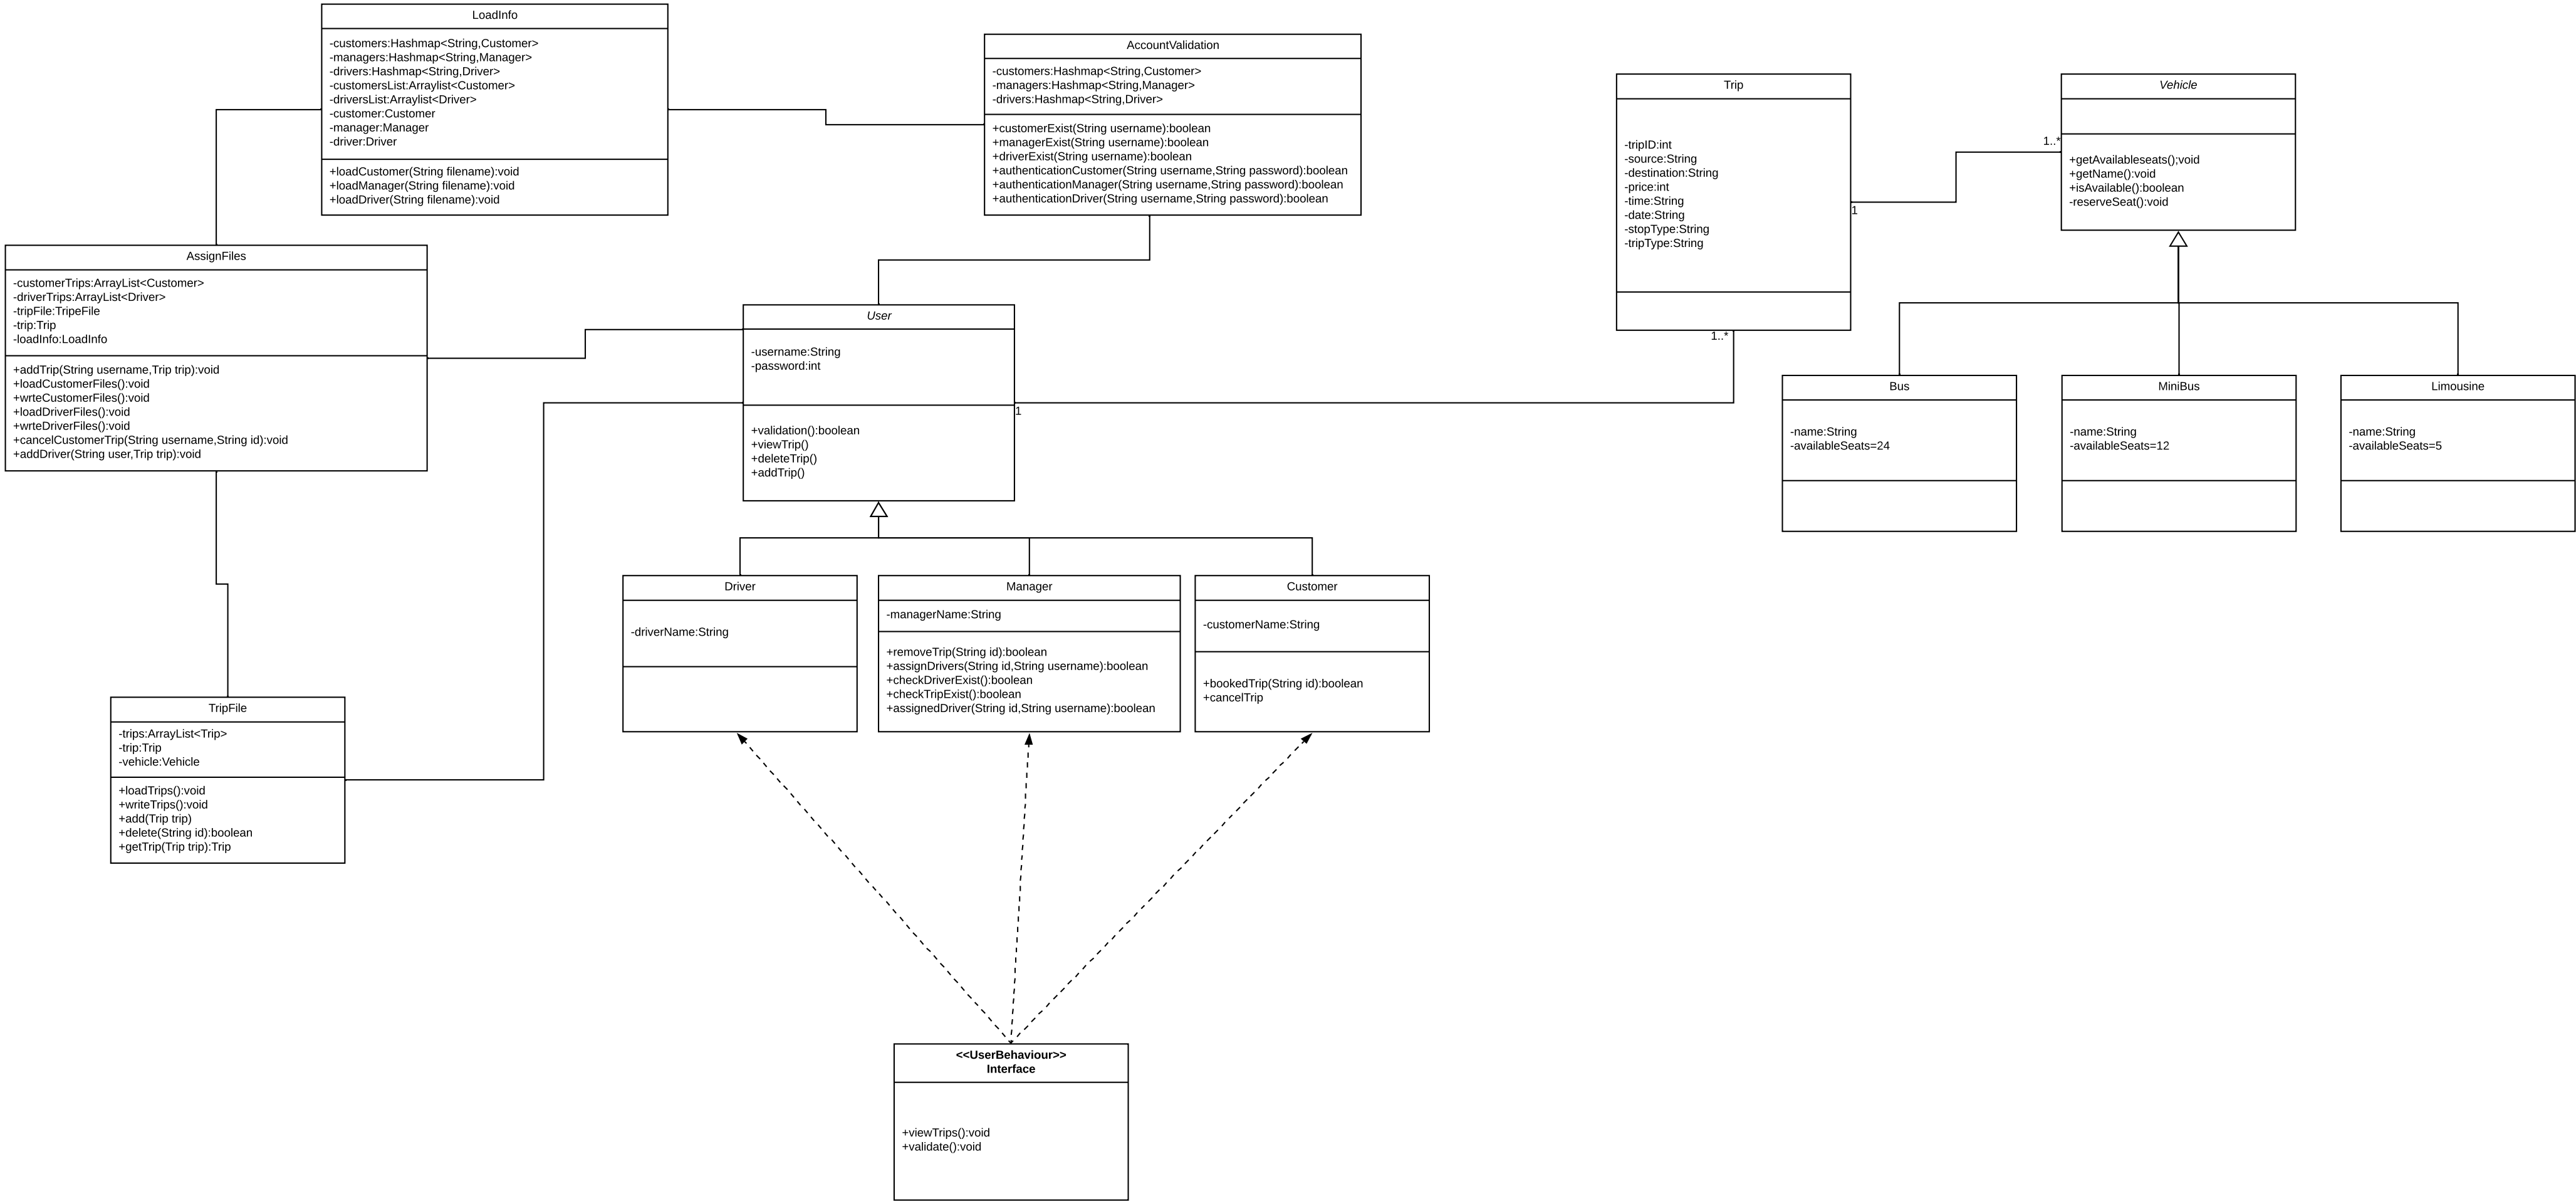 LoadInfo
-customers:Hashmap<String,Customer>
-managers:Hashmap<String,Manager>
-drivers:Hashmap<String,Driver>
-customersList:Arraylist<Customer>
-driversList:Arraylist<Driver>
-customer:Customer
-manager:Manager
-driver:Driver
+loadCustomer(String filename):void
+loadManager(String filename):void
+loadDriver(String filename):void
AccountValidation
-customers:Hashmap<String,Customer>
-managers:Hashmap<String,Manager>
-drivers:Hashmap<String,Driver>
+customerExist(String username):boolean
+managerExist(String username):boolean
+driverExist(String username):boolean
+authenticationCustomer(String username,String password):boolean
+authenticationManager(String username,String password):boolean
+authenticationDriver(String username,String password):boolean
Trip
-tripID:int
-source:String
-destination:String
-price:int
-time:String
-date:String
-stopType:String
-tripType:String
1
1..*
1..*
Vehicle
+getAvailableseats();void
+getName():void
+isAvailable():boolean
-reserveSeat():void
AssignFiles
-customerTrips:ArrayList<Customer>
-driverTrips:ArrayList<Driver>
-tripFile:TripeFile
-trip:Trip
-loadInfo:LoadInfo
+addTrip(String username,Trip trip):void
+loadCustomerFiles():void
+wrteCustomerFiles():void
+loadDriverFiles():void
+wrteDriverFiles():void
+cancelCustomerTrip(String username,String id):void
+addDriver(String user,Trip trip):void
User
-username:String
-password:int
+validation():boolean
+viewTrip()
+deleteTrip()
+addTrip()
1
Bus
-name:String
-availableSeats=24
MiniBus
-name:String
-availableSeats=12
Limousine
-name:String
-availableSeats=5
Driver
-driverName:String
Manager
-managerName:String
+removeTrip(String id):boolean
+assignDrivers(String id,String username):boolean
+checkDriverExist():boolean
+checkTripExist():boolean
+assignedDriver(String id,String username):boolean
Customer
-customerName:String
+bookedTrip(String id):boolean
+cancelTrip
TripFile
-trips:ArrayList<Trip>
-trip:Trip
-vehicle:Vehicle
+loadTrips():void
+writeTrips():void
+add(Trip trip)
+delete(String id):boolean
+getTrip(Trip trip):Trip
<<UserBehaviour>>
Interface
+viewTrips():void
+validate():void